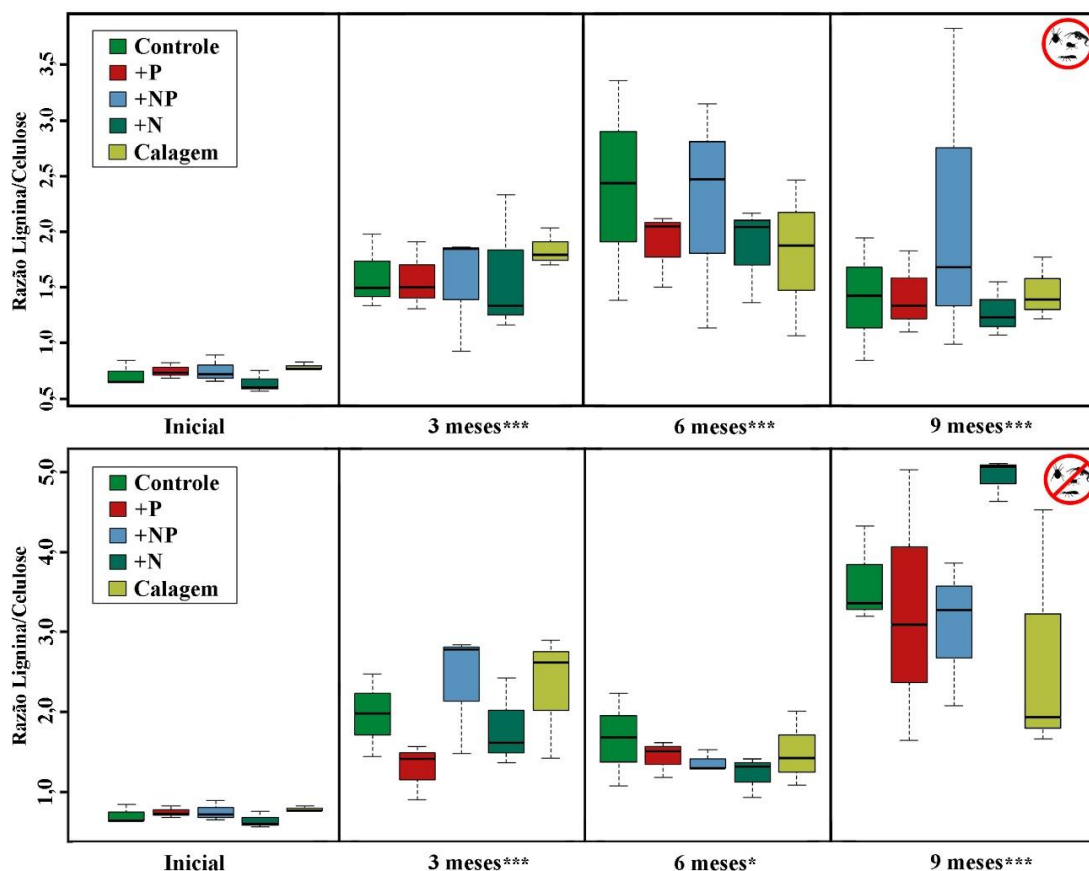 Razão Lignina/Celulose
3,5
3,0
2,5
2,0
1,5
1,0
0,5
Controle
+P
+NP
+N
Calagem
Inicial 3 meses*** 6 meses*** 9 meses***
Razão Lignina/Celulose
5,0
4,0
3,0
2,0
1,0
Controle
+P
+NP
+N
Calagem
Inicial 3 meses*** 6 meses* 9 meses***